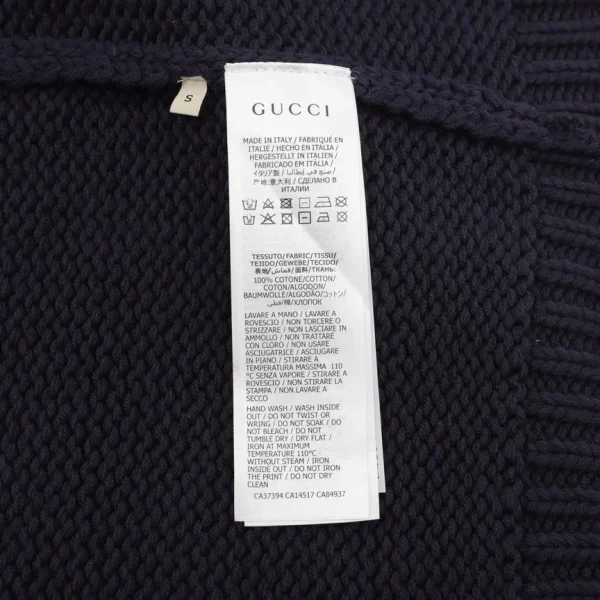 S
GUCCI
MADE IN ITALY / FABRIQUÉ EN
ITALIE / HECHO EN ITALIA /
HERGESTELLT IN ITALIEN /
FABRICADO EM ITÁLIA /
イタリア製 / صنع في إيطاليا /
产地:意大利 / СДЕЛАНО В
ИТАЛИИ
TESSUTO/FABRIC/TISSU/
TEJIDO/GEWEBE/TECIDO/
表地/قماش/面料/ТКАНЬ:
100% COTONE/COTTON/
COTON/ALGODON/
BAUMWOLLE/ALGODÃO/コットン/
قطن/棉/ХЛОПОК
LAVARE A MANO / LAVARE A
ROVESCIO / NON TORCERE O
STRIZZARE / NON LASCIARE IN
AMMOLLO / NON TRATTARE
CON CLORO / NON USARE
ASCIUGATRICE / ASCIUGARE
IN PIANO / STIRARE A
TEMPERATURA MASSIMA 110
°C SENZA VAPORE / STIRARE A
ROVESCIO / NON STIRARE LA
STAMPA / NON LAVARE A
SECCO
HAND WASH / WASH INSIDE
OUT / DO NOT TWIST OR
WRING / DO NOT SOAK / DO
NOT BLEACH / DO NOT
TUMBLE DRY / DRY FLAT /
IRON AT MAXIMUM
TEMPERATURE 110°C
WITHOUT STEAM / IRON
INSIDE OUT / DO NOT IRON
THE PRINT / DO NOT DRY
CLEAN
CA37394 CA14517 CA84937